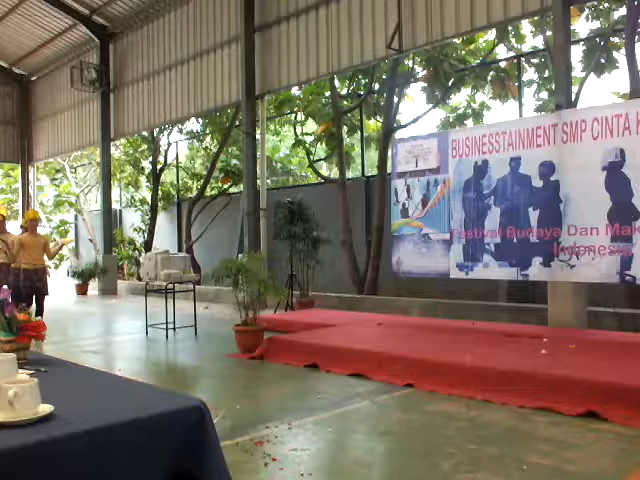 BUSINESSTAINMENT SMP CINTA K
Festival Budaya Dan Mak
Indonesia